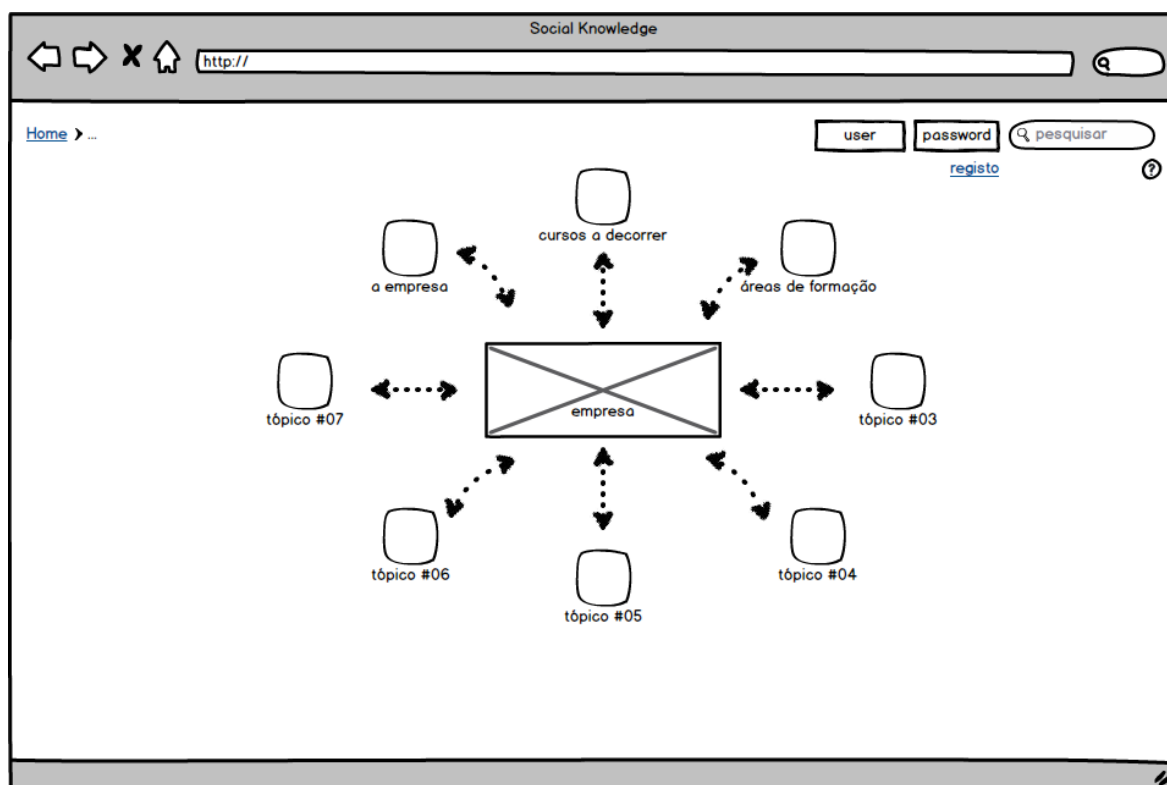 Social Knowledge
http://
Home › ...
user
password
pesquisar
registo
?
cursos a decorrer
a empresa
áreas de formação
empresa
tópico #07
tópico #03
tópico #06
tópico #04
tópico #05